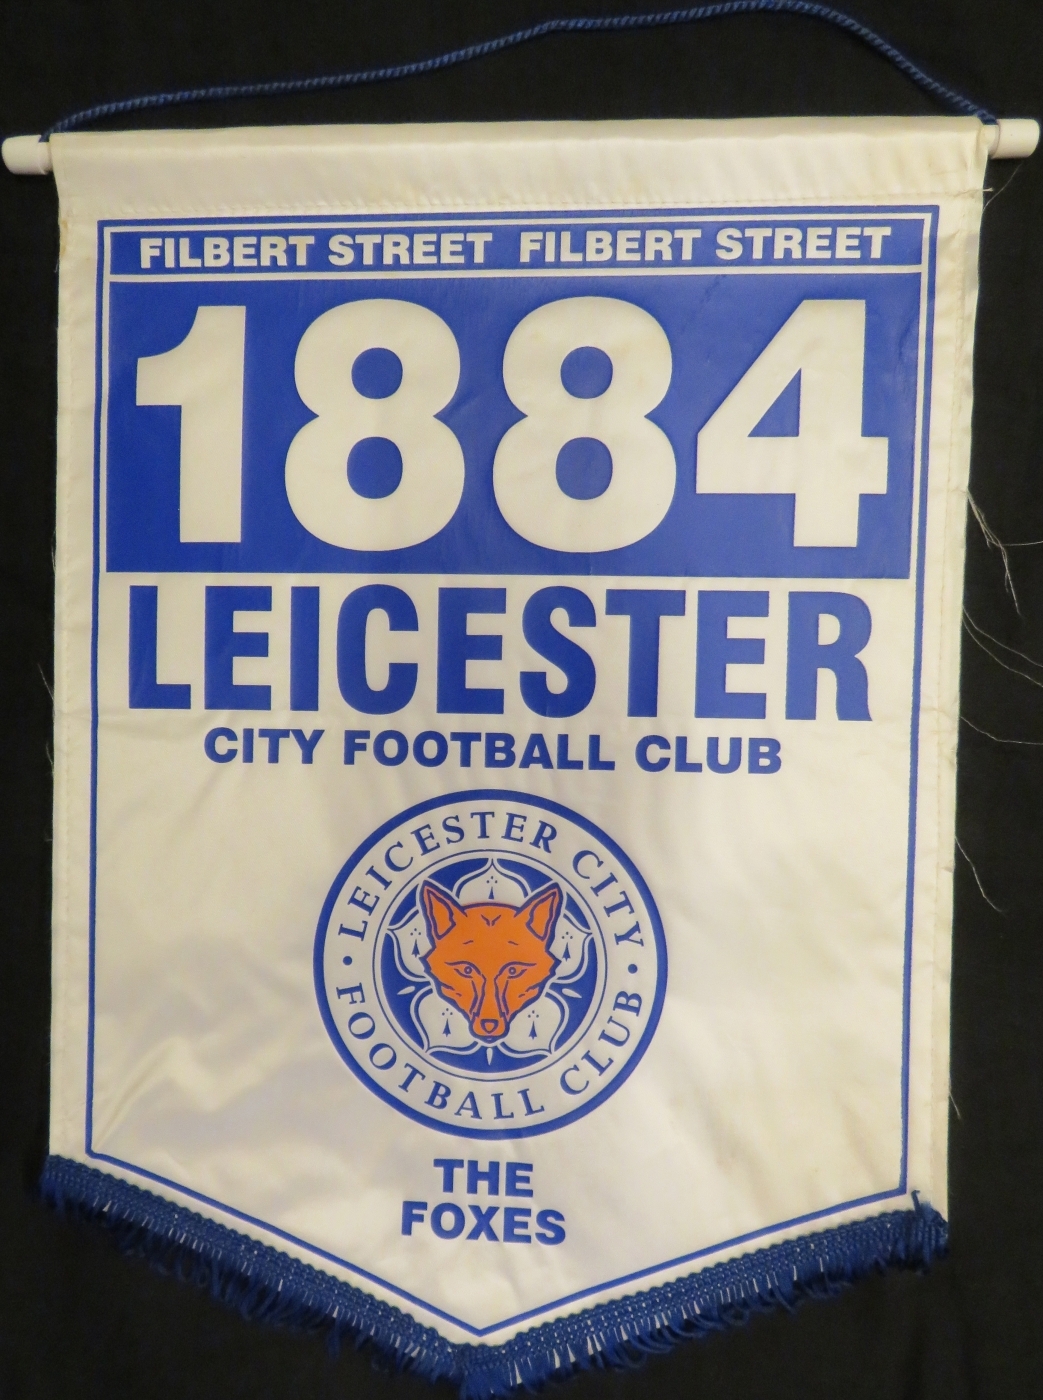 FILBERT STREET FILBERT STREET
1884
LEICESTER
CITY FOOTBALL CLUB
LEICESTER CITY
• FOOTBALL CLUB •
THE
FOXES